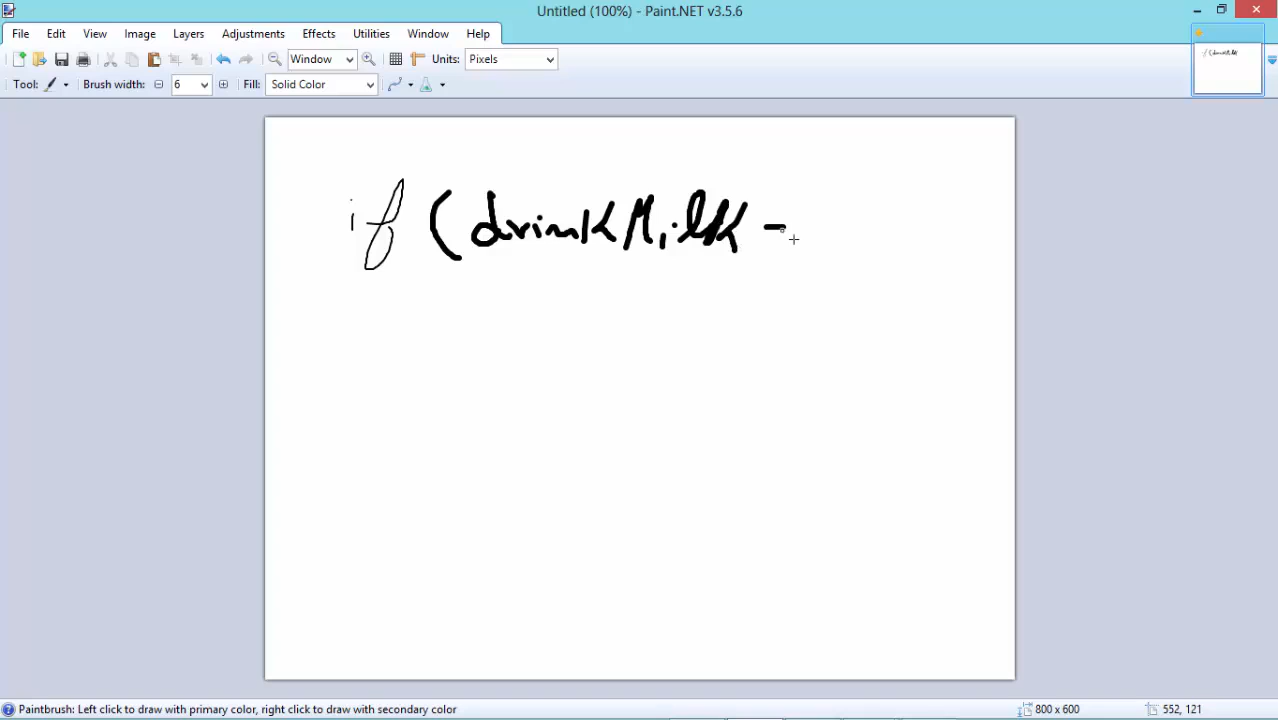 Untitled (100%) - Paint.NET v3.5.6
File Edit View Image Layers Adjustments Effects Utilities Window Help
Window Units: Pixels
Tool: Brush width: 6 Fill: Solid Color
if (drinkMilk -
Paintbrush: Left click to draw with primary color, right click to draw with secondary color 800 x 600 552, 121